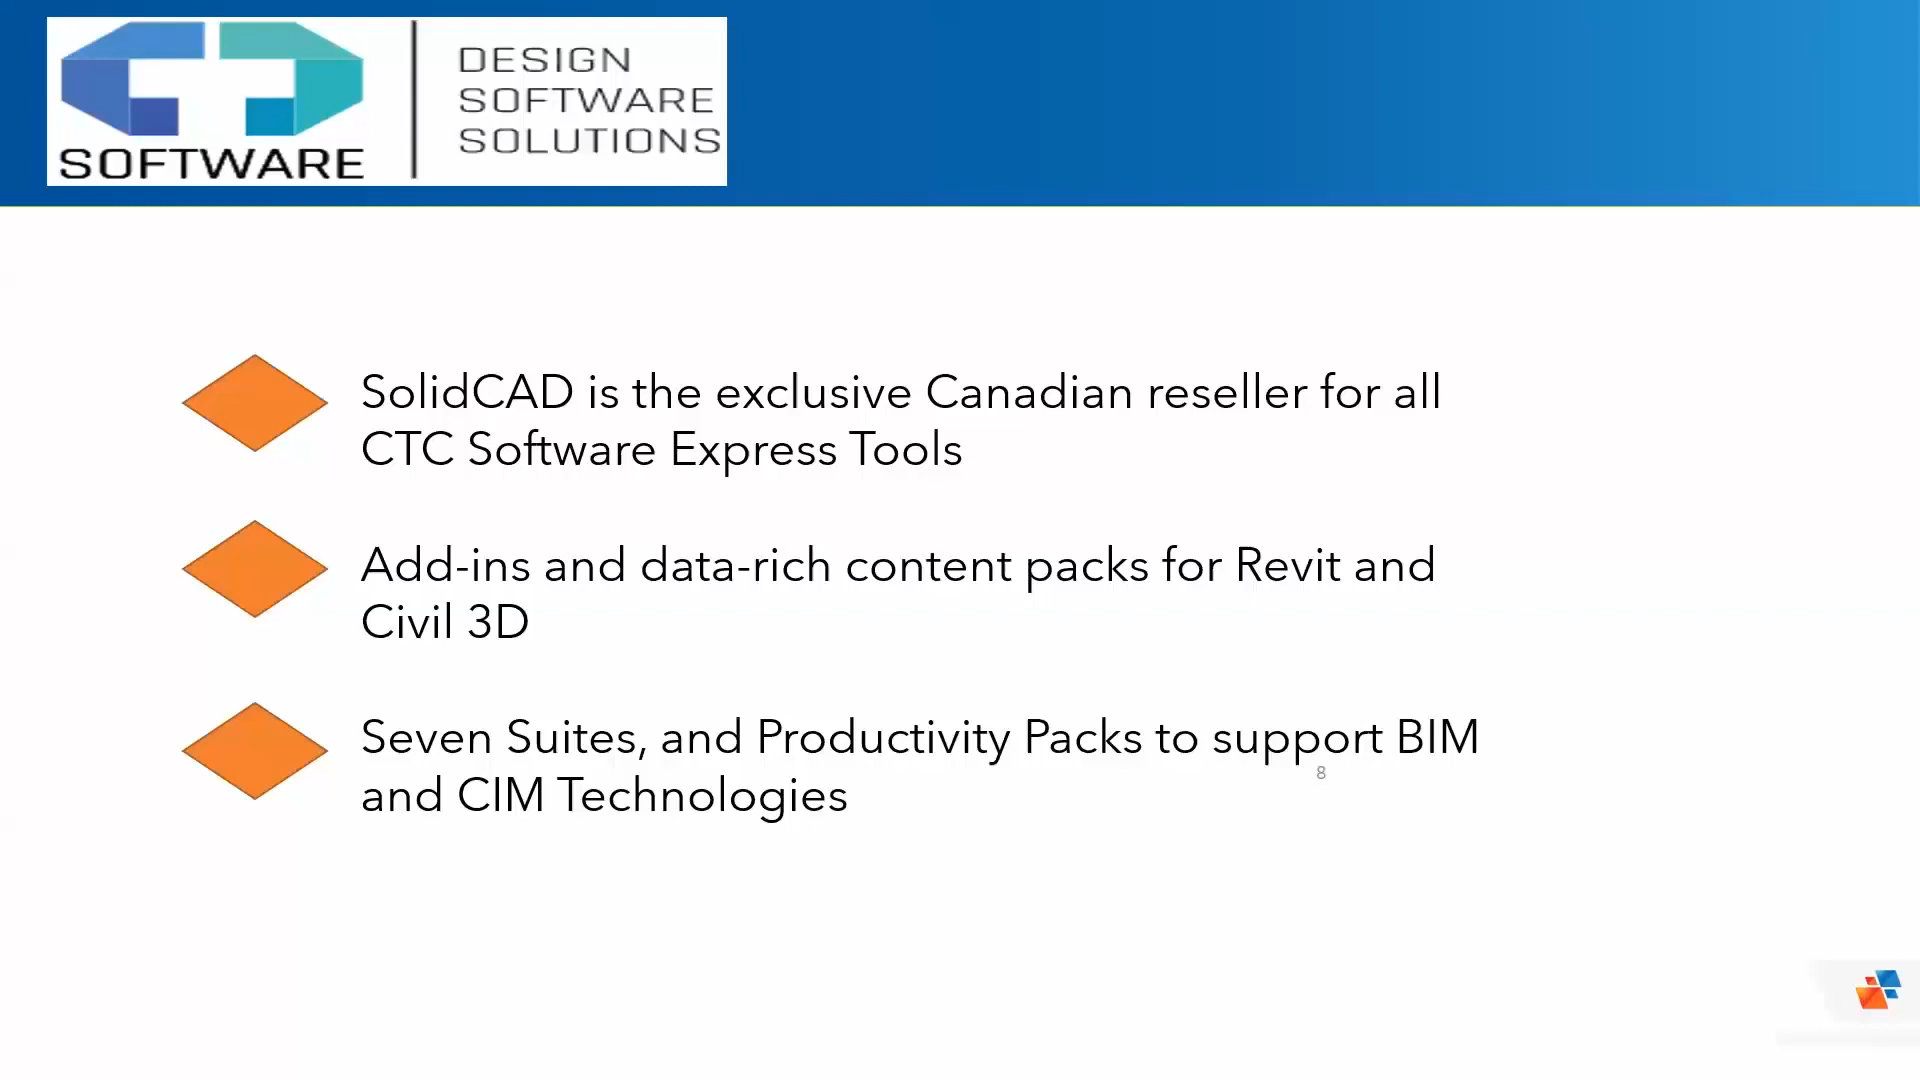 SOFTWARE
DESIGN
SOFTWARE
SOLUTIONS
SolidCAD is the exclusive Canadian reseller for all
CTC Software Express Tools
Add-ins and data-rich content packs for Revit and
Civil 3D
Seven Suites, and Productivity Packs to support BIM
and CIM Technologies
8